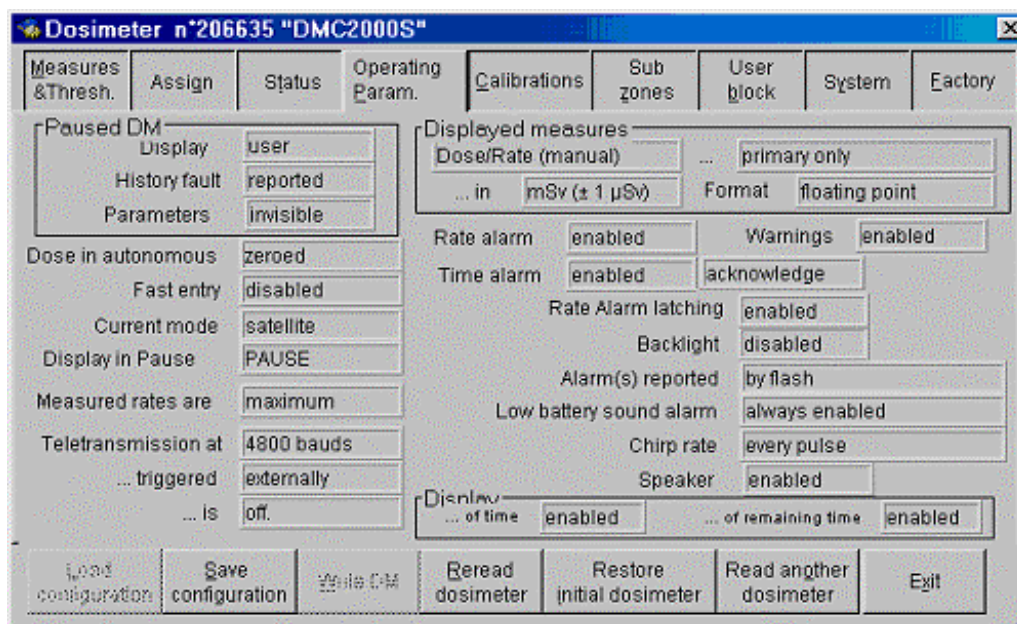 Dosimeter n°206635 "DMC2000S"
Measures &Thresh.
Assign
Status
Operating Param.
Calibrations
Sub zones
User block
System
Factory
Paused DM
Display user
History fault reported
Parameters invisible
Dose in autonomous zeroed
Fast entry disabled
Current mode satellite
Display in Pause PAUSE
Measured rates are maximum
Teletransmission at 4800 bauds
... triggered externally
... is off.
Displayed measures
Dose/Rate (manual) ... primary only
... in mSv (± 1 µSv) Format floating point
Rate alarm enabled Warnings enabled
Time alarm enabled acknowledge
Rate Alarm latching enabled
Backlight disabled
Alarm(s) reported by flash
Low battery sound alarm always enabled
Chirp rate every pulse
Speaker enabled
Display
... of time enabled ... of remaining time enabled
Load configuration
Save configuration
Write DM
Reread dosimeter
Restore initial dosimeter
Read another dosimeter
Exit